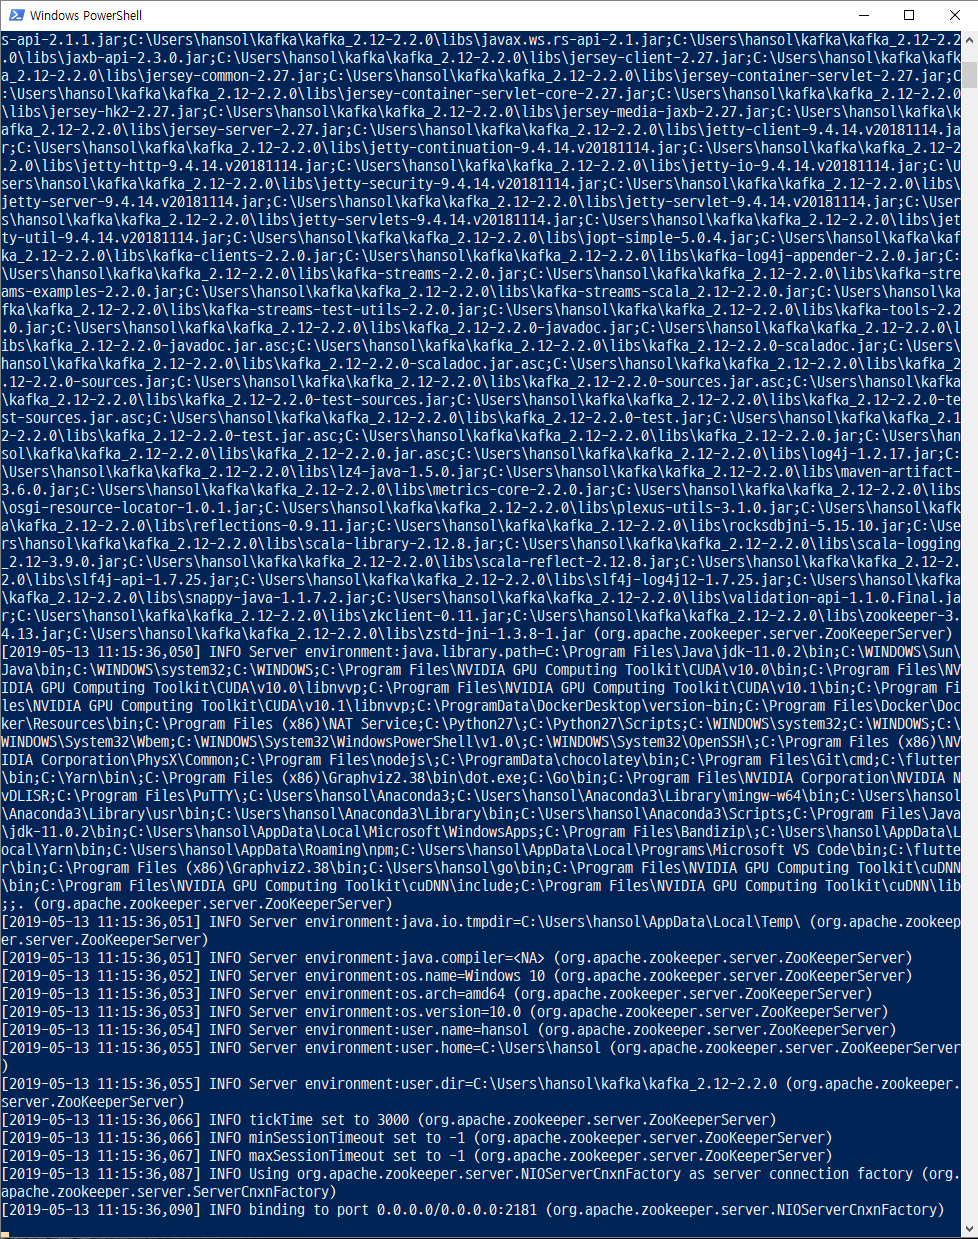 Windows PowerShell
s-api-2.1.1.jar;C:\Users\hansol\kafka\kafka_2.12-2.2.0\libs\javax.ws.rs-api-2.1.jar;C:\Users\hansol\kafka\kafka_2.12-2.2
.0\libs\jaxb-api-2.3.0.jar;C:\Users\hansol\kafka\kafka_2.12-2.2.0\libs\jersey-client-2.27.jar;C:\Users\hansol\kafka\kafk
a_2.12-2.2.0\libs\jersey-common-2.27.jar;C:\Users\hansol\kafka\kafka_2.12-2.2.0\libs\jersey-container-servlet-2.27.jar;C
:\Users\hansol\kafka\kafka_2.12-2.2.0\libs\jersey-container-servlet-core-2.27.jar;C:\Users\hansol\kafka\kafka_2.12-2.2.0
\libs\jersey-hk2-2.27.jar;C:\Users\hansol\kafka\kafka_2.12-2.2.0\libs\jersey-media-jaxb-2.27.jar;C:\Users\hansol\kafka\k
afka_2.12-2.2.0\libs\jersey-server-2.27.jar;C:\Users\hansol\kafka\kafka_2.12-2.2.0\libs\jetty-client-9.4.14.v20181114.ja
r;C:\Users\hansol\kafka\kafka_2.12-2.2.0\libs\jetty-continuation-9.4.14.v20181114.jar;C:\Users\hansol\kafka\kafka_2.12-2
.2.0\libs\jetty-http-9.4.14.v20181114.jar;C:\Users\hansol\kafka\kafka_2.12-2.2.0\libs\jetty-io-9.4.14.v20181114.jar;C:\U
sers\hansol\kafka\kafka_2.12-2.2.0\libs\jetty-security-9.4.14.v20181114.jar;C:\Users\hansol\kafka\kafka_2.12-2.2.0\libs\
jetty-server-9.4.14.v20181114.jar;C:\Users\hansol\kafka\kafka_2.12-2.2.0\libs\jetty-servlet-9.4.14.v20181114.jar;C:\User
s\hansol\kafka\kafka_2.12-2.2.0\libs\jetty-servlets-9.4.14.v20181114.jar;C:\Users\hansol\kafka\kafka_2.12-2.2.0\libs\jet
ty-util-9.4.14.v20181114.jar;C:\Users\hansol\kafka\kafka_2.12-2.2.0\libs\jopt-simple-5.0.4.jar;C:\Users\hansol\kafka\kaf
ka_2.12-2.2.0\libs\kafka-clients-2.2.0.jar;C:\Users\hansol\kafka\kafka_2.12-2.2.0\libs\kafka-log4j-appender-2.2.0.jar;C:
\Users\hansol\kafka\kafka_2.12-2.2.0\libs\kafka-streams-2.2.0.jar;C:\Users\hansol\kafka\kafka_2.12-2.2.0\libs\kafka-stre
ams-examples-2.2.0.jar;C:\Users\hansol\kafka\kafka_2.12-2.2.0\libs\kafka-streams-scala_2.12-2.2.0.jar;C:\Users\hansol\ka
fka\kafka_2.12-2.2.0\libs\kafka-streams-test-utils-2.2.0.jar;C:\Users\hansol\kafka\kafka_2.12-2.2.0\libs\kafka-tools-2.2
.0.jar;C:\Users\hansol\kafka\kafka_2.12-2.2.0\libs\kafka_2.12-2.2.0-javadoc.jar;C:\Users\hansol\kafka\kafka_2.12-2.2.0\l
ibs\kafka_2.12-2.2.0-javadoc.jar.asc;C:\Users\hansol\kafka\kafka_2.12-2.2.0\libs\kafka_2.12-2.2.0-scaladoc.jar;C:\Users\
hansol\kafka\kafka_2.12-2.2.0\libs\kafka_2.12-2.2.0-scaladoc.jar.asc;C:\Users\hansol\kafka\kafka_2.12-2.2.0\libs\kafka_2
.12-2.2.0-sources.jar;C:\Users\hansol\kafka\kafka_2.12-2.2.0\libs\kafka_2.12-2.2.0-sources.jar.asc;C:\Users\hansol\kafka
\kafka_2.12-2.2.0\libs\kafka_2.12-2.2.0-test-sources.jar;C:\Users\hansol\kafka\kafka_2.12-2.2.0\libs\kafka_2.12-2.2.0-te
st-sources.jar.asc;C:\Users\hansol\kafka\kafka_2.12-2.2.0\libs\kafka_2.12-2.2.0-test.jar;C:\Users\hansol\kafka\kafka_2.1
2-2.2.0\libs\kafka_2.12-2.2.0-test.jar.asc;C:\Users\hansol\kafka\kafka_2.12-2.2.0\libs\kafka_2.12-2.2.0.jar;C:\Users\han
sol\kafka\kafka_2.12-2.2.0\libs\kafka_2.12-2.2.0.jar.asc;C:\Users\hansol\kafka\kafka_2.12-2.2.0\libs\log4j-1.2.17.jar;C:
\Users\hansol\kafka\kafka_2.12-2.2.0\libs\lz4-java-1.5.0.jar;C:\Users\hansol\kafka\kafka_2.12-2.2.0\libs\maven-artifact-
3.6.0.jar;C:\Users\hansol\kafka\kafka_2.12-2.2.0\libs\metrics-core-2.2.0.jar;C:\Users\hansol\kafka\kafka_2.12-2.2.0\libs
\osgi-resource-locator-1.0.1.jar;C:\Users\hansol\kafka\kafka_2.12-2.2.0\libs\plexus-utils-3.1.0.jar;C:\Users\hansol\kafk
a\kafka_2.12-2.2.0\libs\reflections-0.9.11.jar;C:\Users\hansol\kafka\kafka_2.12-2.2.0\libs\rocksdbjni-5.15.10.jar;C:\Use
rs\hansol\kafka\kafka_2.12-2.2.0\libs\scala-library-2.12.8.jar;C:\Users\hansol\kafka\kafka_2.12-2.2.0\libs\scala-logging
_2.12-3.9.0.jar;C:\Users\hansol\kafka\kafka_2.12-2.2.0\libs\scala-reflect-2.12.8.jar;C:\Users\hansol\kafka\kafka_2.12-2.
2.0\libs\slf4j-api-1.7.25.jar;C:\Users\hansol\kafka\kafka_2.12-2.2.0\libs\slf4j-log4j12-1.7.25.jar;C:\Users\hansol\kafka
\kafka_2.12-2.2.0\libs\snappy-java-1.1.7.2.jar;C:\Users\hansol\kafka\kafka_2.12-2.2.0\libs\validation-api-1.1.0.Final.ja
r;C:\Users\hansol\kafka\kafka_2.12-2.2.0\libs\zkclient-0.11.jar;C:\Users\hansol\kafka\kafka_2.12-2.2.0\libs\zookeeper-3.
4.13.jar;C:\Users\hansol\kafka\kafka_2.12-2.2.0\libs\zstd-jni-1.3.8-1.jar (org.apache.zookeeper.server.ZooKeeperServer)
[2019-05-13 11:15:36,050] INFO Server environment:java.library.path=C:\Program Files\Java\jdk-11.0.2\bin;C:\WINDOWS\Sun\
Java\bin;C:\WINDOWS\system32;C:\WINDOWS;C:\Program Files\NVIDIA GPU Computing Toolkit\CUDA\v10.0\bin;C:\Program Files\NV
IDIA GPU Computing Toolkit\CUDA\v10.0\libnvvp;C:\Program Files\NVIDIA GPU Computing Toolkit\CUDA\v10.1\bin;C:\Program Fi
les\NVIDIA GPU Computing Toolkit\CUDA\v10.1\libnvvp;C:\ProgramData\DockerDesktop\version-bin;C:\Program Files\Docker\Doc
ker\Resources\bin;C:\Program Files (x86)\NAT Service;C:\Python27\;C:\Python27\Scripts;C:\WINDOWS\system32;C:\WINDOWS;C:\
WINDOWS\System32\Wbem;C:\WINDOWS\System32\WindowsPowerShell\v1.0\;C:\WINDOWS\System32\OpenSSH\;C:\Program Files (x86)\NV
IDIA Corporation\PhysX\Common;C:\Program Files\nodejs\;C:\ProgramData\chocolatey\bin;C:\Program Files\Git\cmd;C:\flutter
\bin;C:\Yarn\bin\;C:\Program Files (x86)\Graphviz2.38\bin\dot.exe;C:\Go\bin;C:\Program Files\NVIDIA Corporation\NVIDIA N
vDLISR;C:\Program Files\PuTTY\;C:\Users\hansol\Anaconda3;C:\Users\hansol\Anaconda3\Library\mingw-w64\bin;C:\Users\hansol
\Anaconda3\Library\usr\bin;C:\Users\hansol\Anaconda3\Library\bin;C:\Users\hansol\Anaconda3\Scripts;C:\Program Files\Java
\jdk-11.0.2\bin;C:\Users\hansol\AppData\Local\Microsoft\WindowsApps;C:\Program Files\Bandizip\;C:\Users\hansol\AppData\L
ocal\Yarn\bin;C:\Users\hansol\AppData\Roaming\npm;C:\Users\hansol\AppData\Local\Programs\Microsoft VS Code\bin;C:\flutte
r\bin;C:\Program Files (x86)\Graphviz2.38\bin;C:\Users\hansol\go\bin;C:\Program Files\NVIDIA GPU Computing Toolkit\cuDNN
\bin;C:\Program Files\NVIDIA GPU Computing Toolkit\cuDNN\include;C:\Program Files\NVIDIA GPU Computing Toolkit\cuDNN\lib
;;. (org.apache.zookeeper.server.ZooKeeperServer)
[2019-05-13 11:15:36,051] INFO Server environment:java.io.tmpdir=C:\Users\hansol\AppData\Local\Temp\ (org.apache.zookeep
er.server.ZooKeeperServer)
[2019-05-13 11:15:36,051] INFO Server environment:java.compiler=<NA> (org.apache.zookeeper.server.ZooKeeperServer)
[2019-05-13 11:15:36,052] INFO Server environment:os.name=Windows 10 (org.apache.zookeeper.server.ZooKeeperServer)
[2019-05-13 11:15:36,053] INFO Server environment:os.arch=amd64 (org.apache.zookeeper.server.ZooKeeperServer)
[2019-05-13 11:15:36,053] INFO Server environment:os.version=10.0 (org.apache.zookeeper.server.ZooKeeperServer)
[2019-05-13 11:15:36,054] INFO Server environment:user.name=hansol (org.apache.zookeeper.server.ZooKeeperServer)
[2019-05-13 11:15:36,055] INFO Server environment:user.home=C:\Users\hansol (org.apache.zookeeper.server.ZooKeeperServer
)
[2019-05-13 11:15:36,055] INFO Server environment:user.dir=C:\Users\hansol\kafka\kafka_2.12-2.2.0 (org.apache.zookeeper.
server.ZooKeeperServer)
[2019-05-13 11:15:36,066] INFO tickTime set to 3000 (org.apache.zookeeper.server.ZooKeeperServer)
[2019-05-13 11:15:36,066] INFO minSessionTimeout set to -1 (org.apache.zookeeper.server.ZooKeeperServer)
[2019-05-13 11:15:36,067] INFO maxSessionTimeout set to -1 (org.apache.zookeeper.server.ZooKeeperServer)
[2019-05-13 11:15:36,087] INFO Using org.apache.zookeeper.server.NIOServerCnxnFactory as server connection factory (org.
apache.zookeeper.server.ServerCnxnFactory)
[2019-05-13 11:15:36,090] INFO binding to port 0.0.0.0/0.0.0.0:2181 (org.apache.zookeeper.server.NIOServerCnxnFactory)